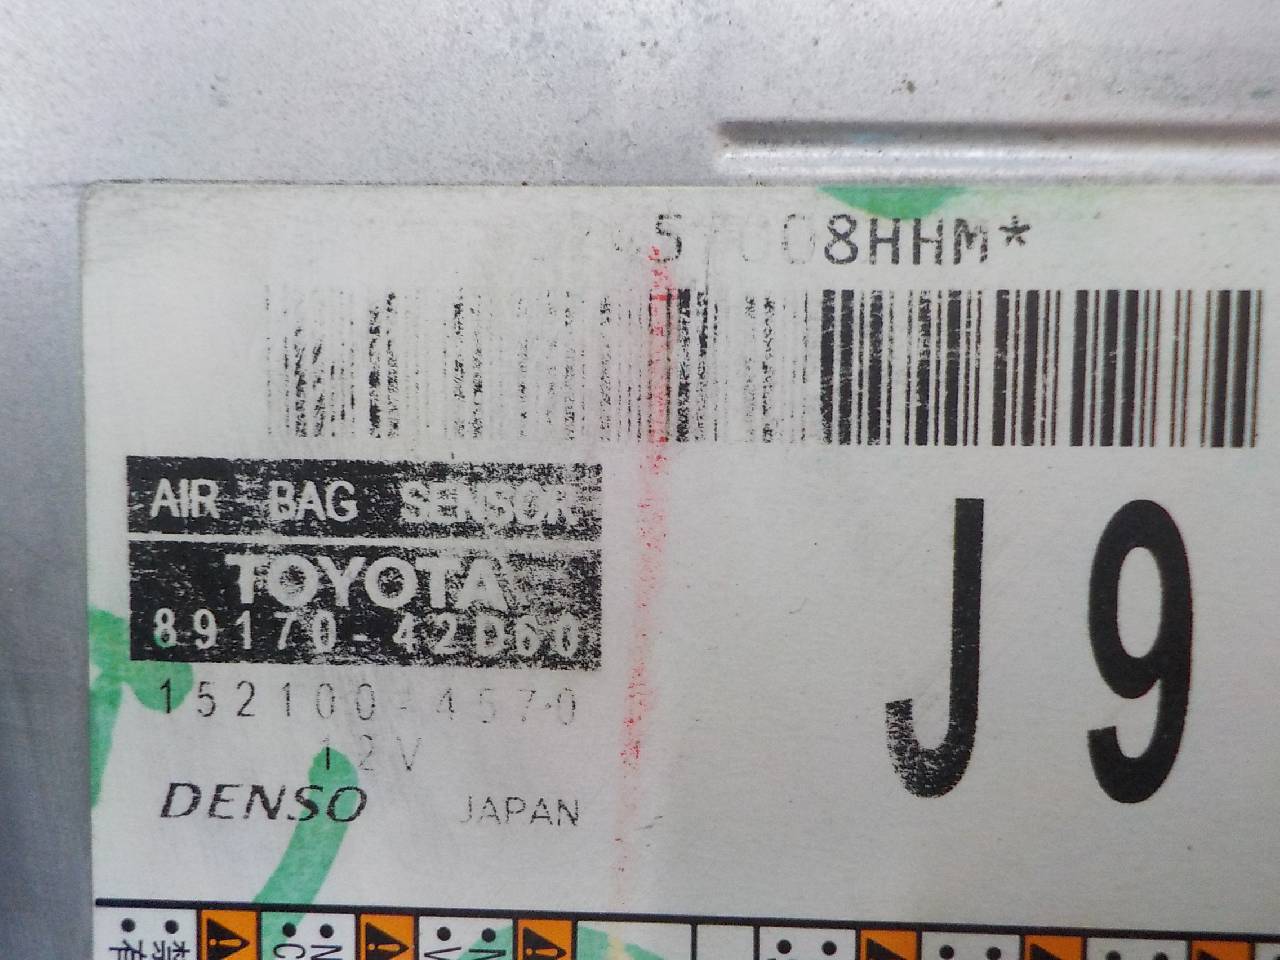 8HHM*
AIR BAG SENSOR
TOYOTA
89170-42D60
J9
152100-4570
12V
DENSO JAPAN